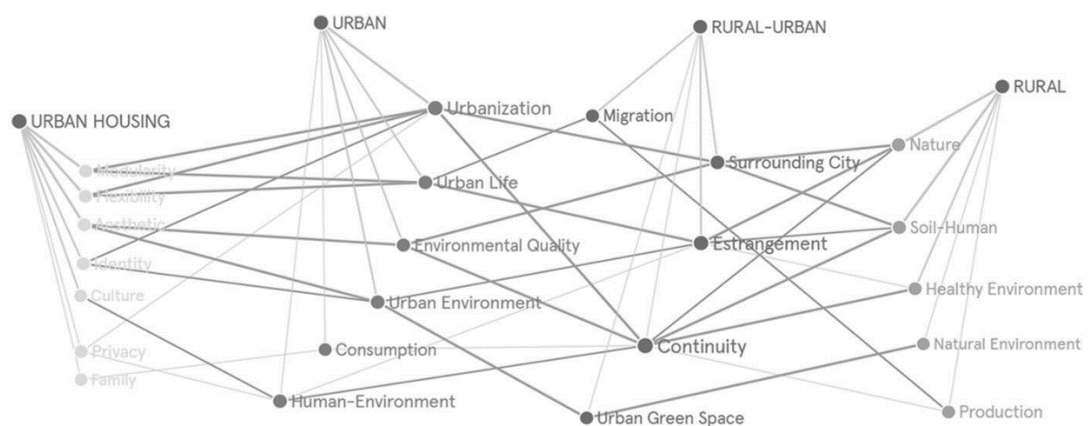 URBAN
RURAL-URBAN
RURAL
URBAN HOUSING
Urbanization
Migration
Nature
Modularity
Surrounding City
Flexibility
Urban Life
Aesthetic
Soil-Human
Environmental Quality
Estrangement
Identity
Healthy Environment
Culture
Urban Environment
Privacy
Consumption
Continuity
Natural Environment
Family
Human-Environment
Urban Green Space
Production